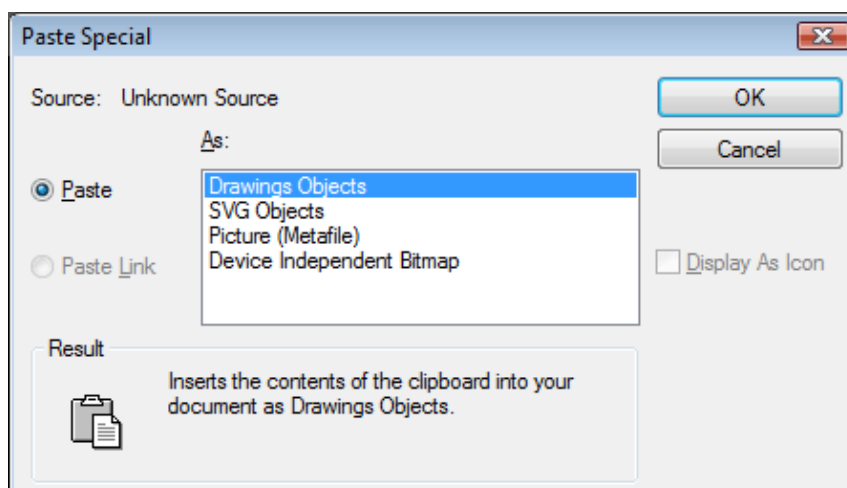 Paste Special
Source: Unknown Source
OK
As:
Cancel
Paste
Drawings Objects
SVG Objects
Picture (Metafile)
Device Independent Bitmap
Paste Link
Display As Icon
Result
Inserts the contents of the clipboard into your
document as Drawings Objects.